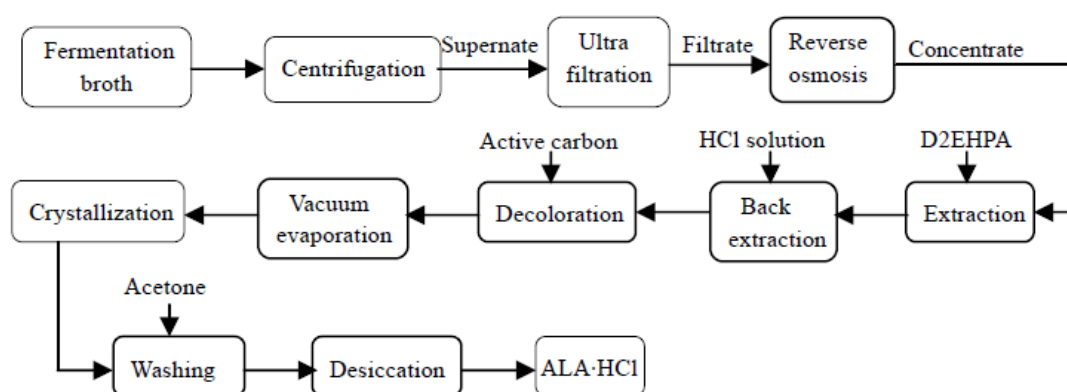 Fermentation
broth
Centrifugation
Supernate
Ultra
filtration
Filtrate
Reverse
osmosis
Concentrate
D2EHPA
Extraction
HCl solution
Back
extraction
Active carbon
Decoloration
Vacuum
evaporation
Crystallization
Acetone
Washing
Desiccation
ALA·HCl